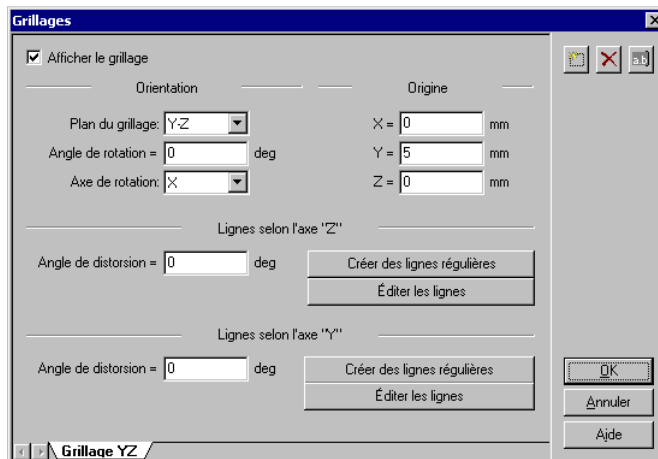 Grillages
Afficher le grillage
Orientation
Origine
Plan du grillage: Y-Z
X = 0 mm
Angle de rotation = 0 deg
Y = 5 mm
Axe de rotation: X
Z = 0 mm
Lignes selon l'axe "Z"
Angle de distorsion = 0 deg
Créer des lignes régulières
Éditer les lignes
Lignes selon l'axe "Y"
Angle de distorsion = 0 deg
Créer des lignes régulières
Éditer les lignes
a.b
OK
Annuler
Aide
Grillage YZ